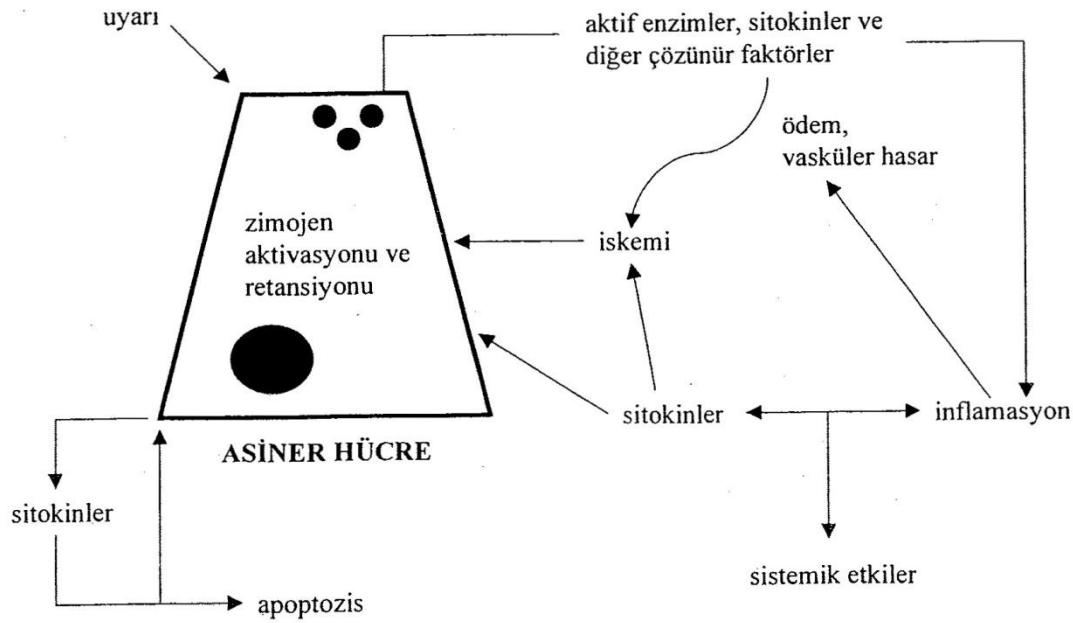 uyarı
aktif enzimler, sitokinler ve
diğer çözünür faktörler
ödem,
vasküler hasar
zimojen
aktivasyonu ve
retansiyonu
iskemi
sitokinler
inflamasyon
ASİNER HÜCRE
sitokinler
sistemik etkiler
apoptozis